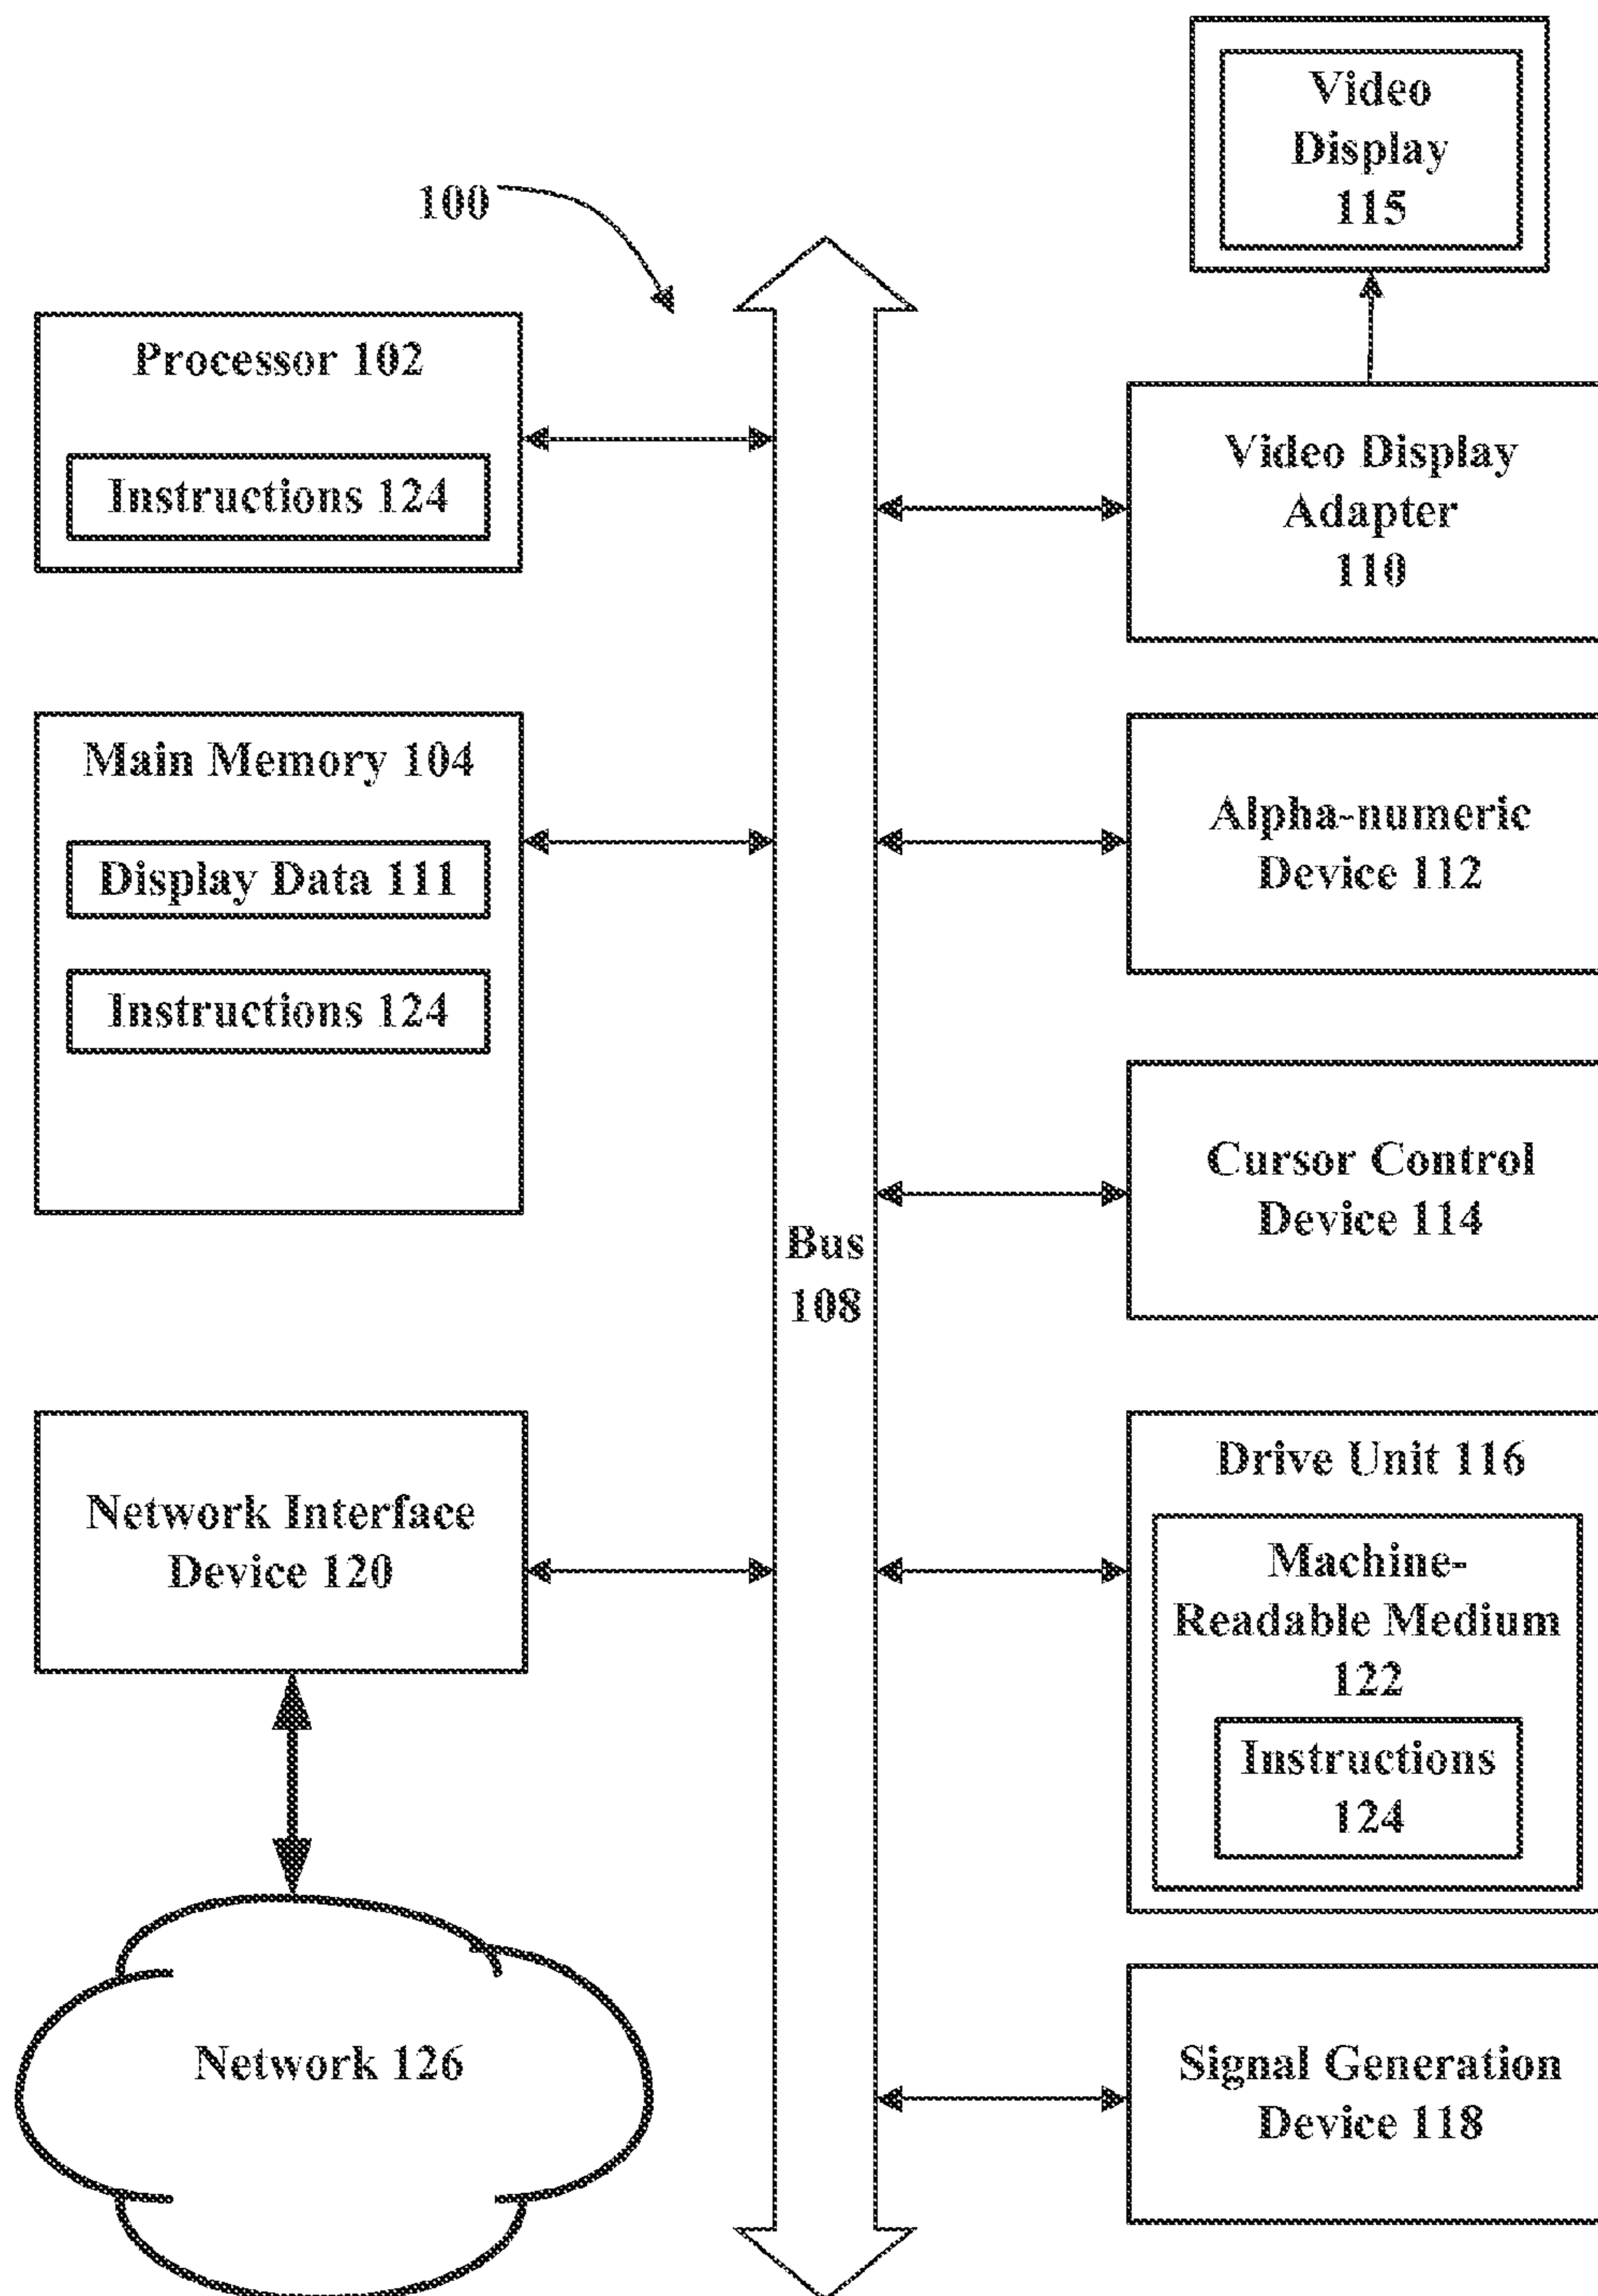 Video
Display
115
100
Processor 102
Instructions 124
Video Display
Adapter
110
Main Memory 104
Display Data 111
Instructions 124
Alpha-numeric
Device 112
Cursor Control
Device 114
Bus
108
Network Interface
Device 120
Drive Unit 116
Machine-
Readable Medium
122
Instructions
124
Network 126
Signal Generation
Device 118